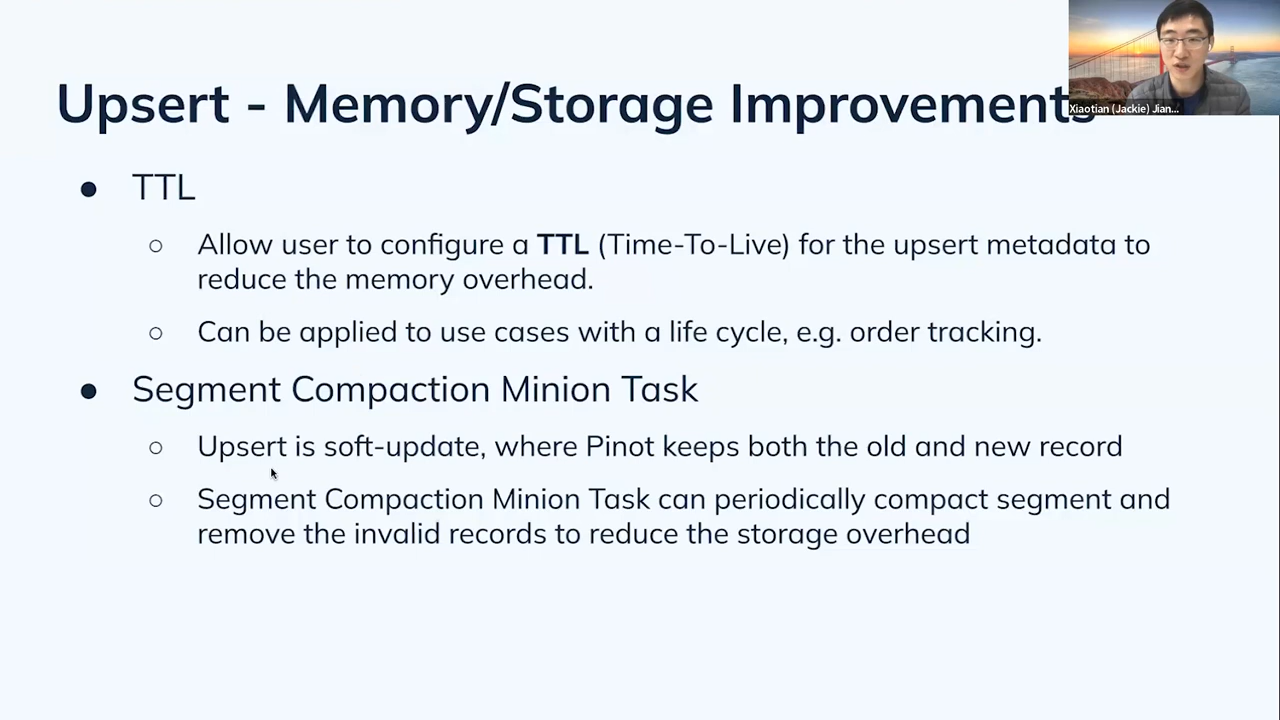 Upsert - Memory/Storage Improvements
Xiaotian (Jackie) Jian...
● TTL
○ Allow user to configure a TTL (Time-To-Live) for the upsert metadata to
reduce the memory overhead.
○ Can be applied to use cases with a life cycle, e.g. order tracking.
● Segment Compaction Minion Task
○ Upsert is soft-update, where Pinot keeps both the old and new record
○ Segment Compaction Minion Task can periodically compact segment and
remove the invalid records to reduce the storage overhead